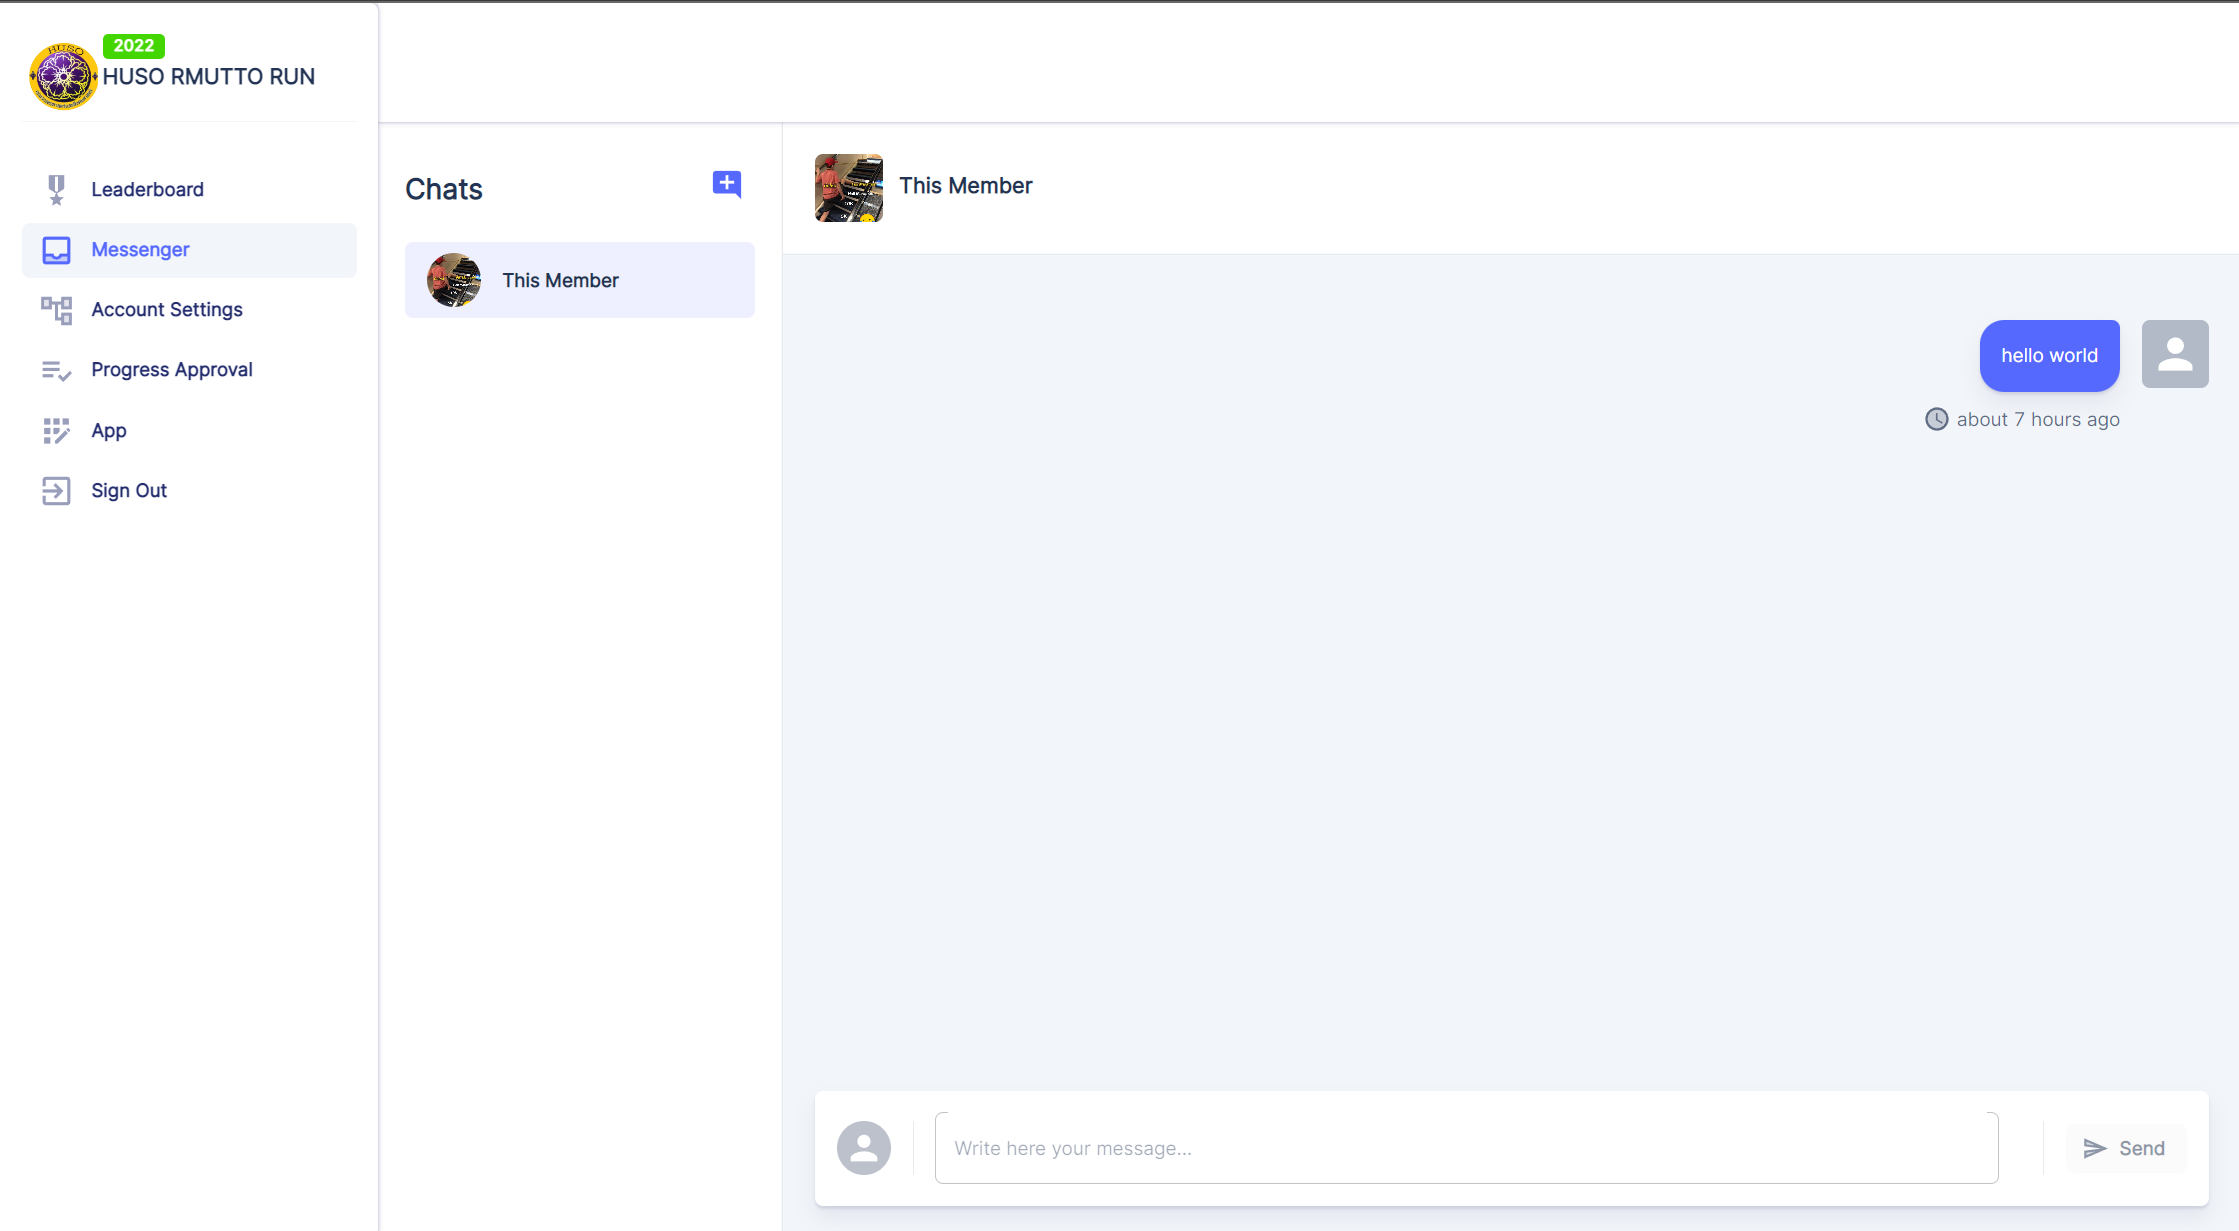 HUSO
2022
HUSO RMUTTO RUN
Leaderboard
Messenger
Account Settings
Progress Approval
App
Sign Out
Chats
This Member
This Member
hello world
about 7 hours ago
Write here your message...
Send